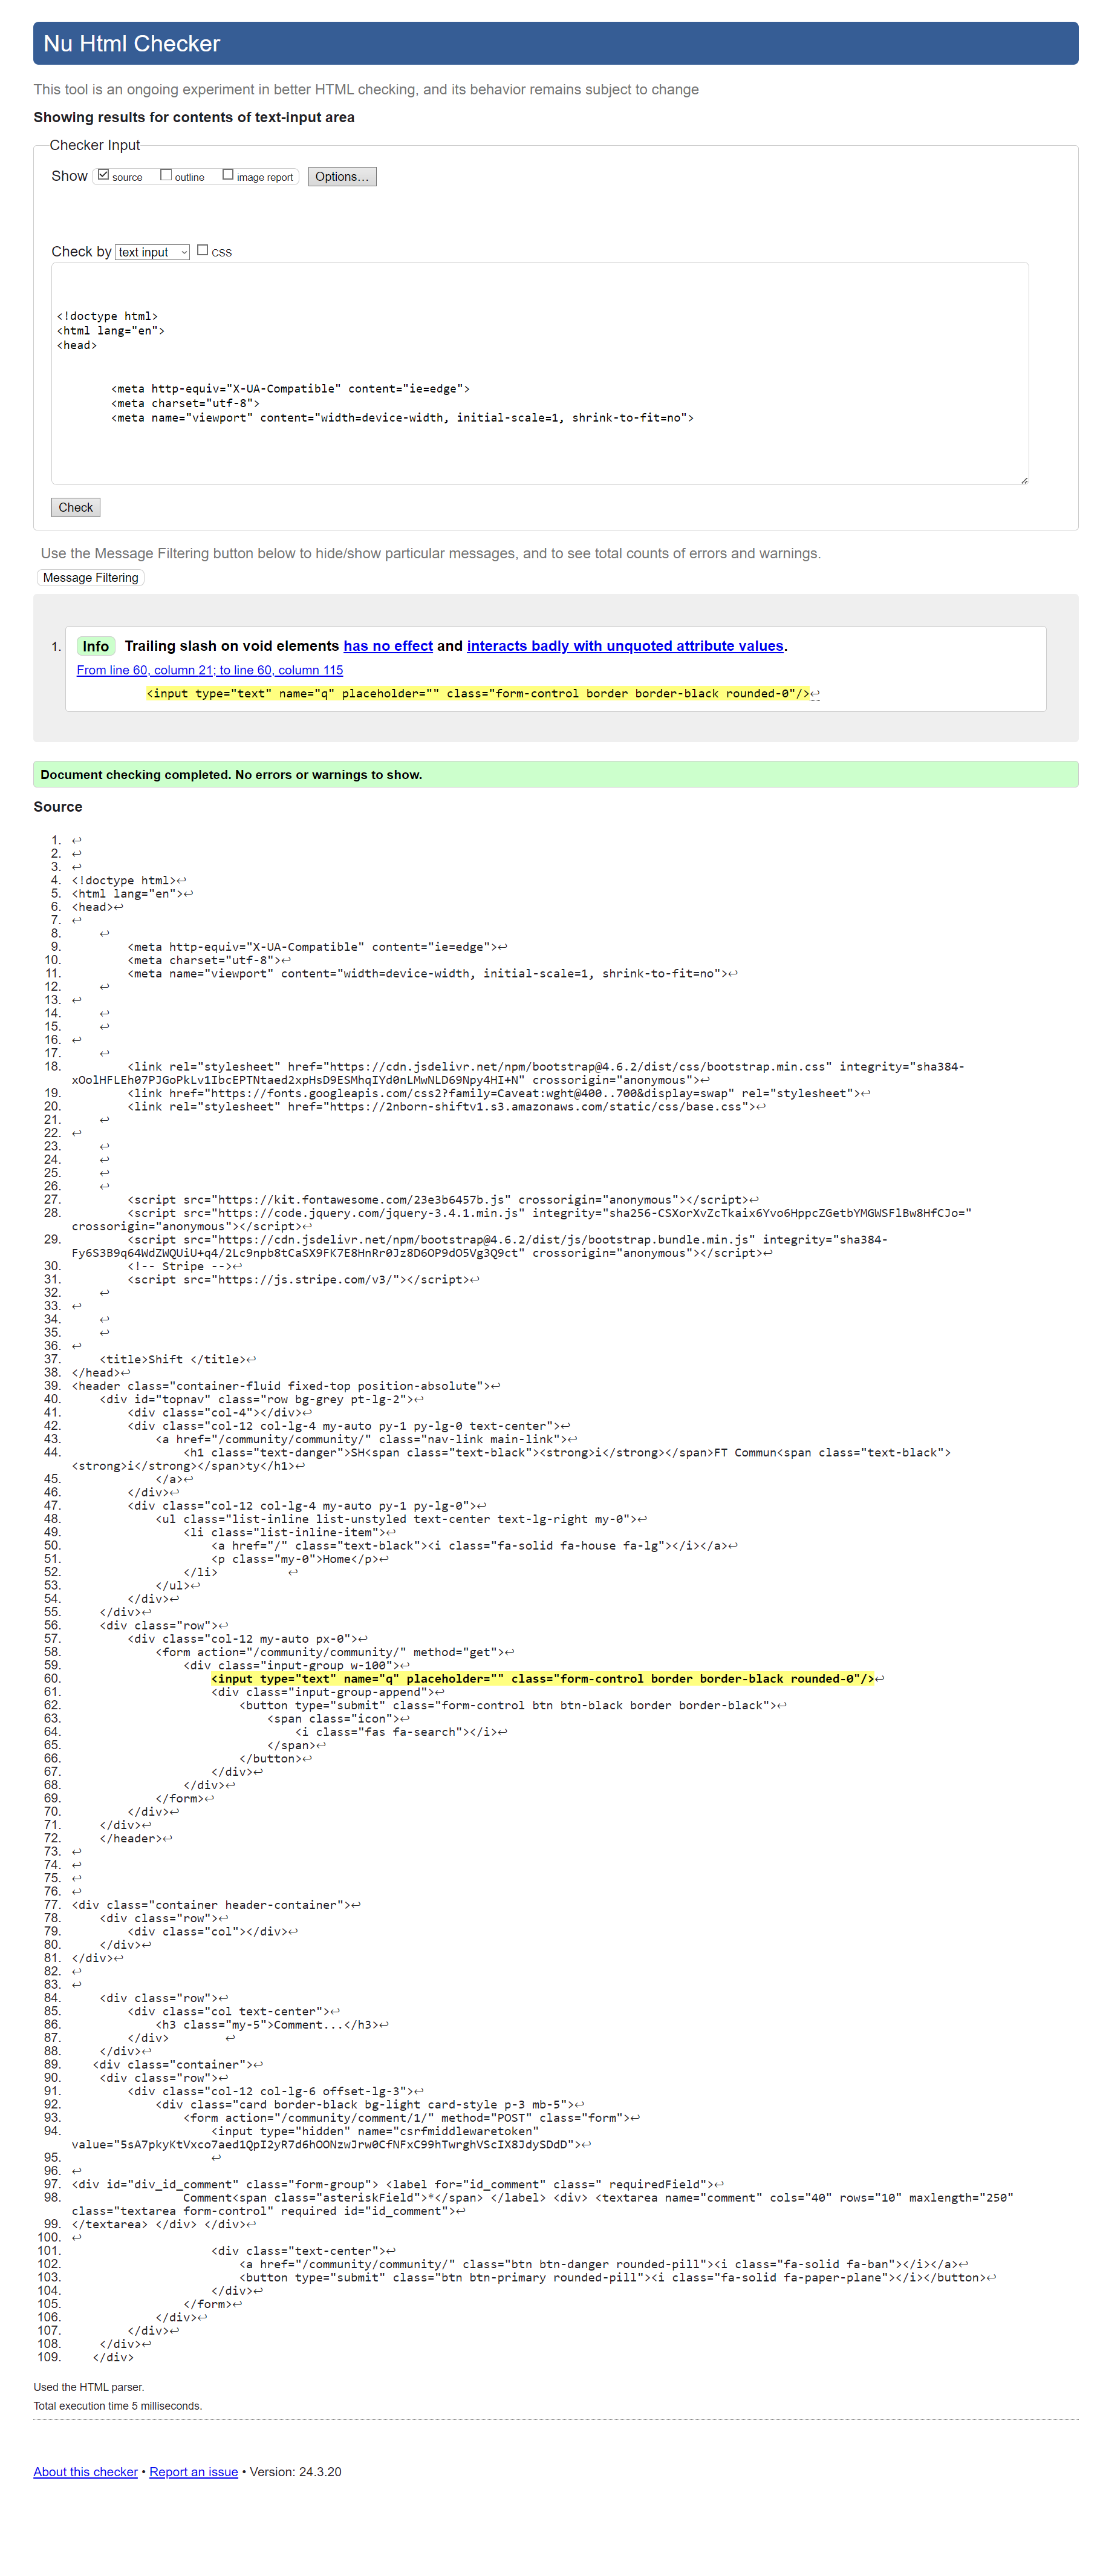 Nu Html Checker
This tool is an ongoing experiment in better HTML checking, and its behavior remains subject to change
Showing results for contents of text-input area
Checker Input
Show source outline image report Options...
Check by text input CSS
<!doctype html>
<html lang="en">
<head>
<meta http-equiv="X-UA-Compatible" content="ie=edge">
<meta charset="utf-8">
<meta name="viewport" content="width=device-width, initial-scale=1, shrink-to-fit=no">
Check
Use the Message Filtering button below to hide/show particular messages, and to see total counts of errors and warnings.
Message Filtering
1. Info Trailing slash on void elements has no effect and interacts badly with unquoted attribute values.
From line 60, column 21; to line 60, column 115
<input type="text" name="q" placeholder="" class="form-control border border-black rounded-0"/>↩
Document checking completed. No errors or warnings to show.
Source
1. ↩
2. ↩
3. ↩
4. <!doctype html>↩
5. <html lang="en">↩
6. <head>↩
7. ↩
8. ↩
9. <meta http-equiv="X-UA-Compatible" content="ie=edge">↩
10. <meta charset="utf-8">↩
11. <meta name="viewport" content="width=device-width, initial-scale=1, shrink-to-fit=no">↩
12. ↩
13. ↩
14. ↩
15. ↩
16. ↩
17. ↩
18. <link rel="stylesheet" href="https://cdn.jsdelivr.net/npm/bootstrap@4.6.2/dist/css/bootstrap.min.css" integrity="sha384-
xOolHFLEh07PJGoPkLv1IbcEPTNtaed2xpHsD9ESMhqIYd0nLMwNLD69Npy4HI+N" crossorigin="anonymous">↩
19. <link href="https://fonts.googleapis.com/css2?family=Caveat:wght@400..700&display=swap" rel="stylesheet">↩
20. <link rel="stylesheet" href="https://2nborn-shiftv1.s3.amazonaws.com/static/css/base.css">↩
21. ↩
22. ↩
23. ↩
24. ↩
25. ↩
26. ↩
27. <script src="https://kit.fontawesome.com/23e3b6457b.js" crossorigin="anonymous"></script>↩
28. <script src="https://code.jquery.com/jquery-3.4.1.min.js" integrity="sha256-CSXorXvZcTkaix6Yvo6HppcZGetbYMGWSFlBw8HfCJo="
crossorigin="anonymous"></script>↩
29. <script src="https://cdn.jsdelivr.net/npm/bootstrap@4.6.2/dist/js/bootstrap.bundle.min.js" integrity="sha384-
Fy6S3B9q64WdZWQUiU+q4/2Lc9npb8tCaSX9FK7E8HnRr0Jz8D6OP9dO5Vg3Q9ct" crossorigin="anonymous"></script>↩
30. <!-- Stripe -->↩
31. <script src="https://js.stripe.com/v3/"></script>↩
32. ↩
33. ↩
34. ↩
35. ↩
36. ↩
37. <title>Shift </title>↩
38. </head>↩
39. <header class="container-fluid fixed-top position-absolute">↩
40. <div id="topnav" class="row bg-grey pt-lg-2">↩
41. <div class="col-4"></div>↩
42. <div class="col-12 col-lg-4 my-auto py-1 py-lg-0 text-center">↩
43. <a href="/community/community/" class="nav-link main-link">↩
44. <h1 class="text-danger">SH<span class="text-black"><strong>i</strong></span>FT Commun<span class="text-black">
<strong>i</strong></span>ty</h1>↩
45. </a>↩
46. </div>↩
47. <div class="col-12 col-lg-4 my-auto py-1 py-lg-0">↩
48. <ul class="list-inline list-unstyled text-center text-lg-right my-0">↩
49. <li class="list-inline-item">↩
50. <a href="/" class="text-black"><i class="fa-solid fa-house fa-lg"></i></a>↩
51. <p class="my-0">Home</p>↩
52. </li> ↩
53. </ul>↩
54. </div>↩
55. </div>↩
56. <div class="row">↩
57. <div class="col-12 my-auto px-0">↩
58. <form action="/community/community/" method="get">↩
59. <div class="input-group w-100">↩
60. <input type="text" name="q" placeholder="" class="form-control border border-black rounded-0"/>↩
61. <div class="input-group-append">↩
62. <button type="submit" class="form-control btn btn-black border border-black">↩
63. <span class="icon">↩
64. <i class="fas fa-search"></i>↩
65. </span>↩
66. </button>↩
67. </div>↩
68. </div>↩
69. </form>↩
70. </div>↩
71. </div>↩
72. </header>↩
73. ↩
74. ↩
75. ↩
76. ↩
77. <div class="container header-container">↩
78. <div class="row">↩
79. <div class="col"></div>↩
80. </div>↩
81. </div>↩
82. ↩
83. ↩
84. <div class="row">↩
85. <div class="col text-center">↩
86. <h3 class="my-5">Comment...</h3>↩
87. </div> ↩
88. </div>↩
89. <div class="container">↩
90. <div class="row">↩
91. <div class="col-12 col-lg-6 offset-lg-3">↩
92. <div class="card border-black bg-light card-style p-3 mb-5">↩
93. <form action="/community/comment/1/" method="POST" class="form">↩
94. <input type="hidden" name="csrfmiddlewaretoken"
value="5sA7pkyKtVxco7aed1QpI2yR7d6hOONzwJrw0CfNFxC99hTwrghVScIX8JdySDdD">↩
95. ↩
96. ↩
97. <div id="div_id_comment" class="form-group"> <label for="id_comment" class=" requiredField">↩
98. Comment<span class="asteriskField">*</span> </label> <div> <textarea name="comment" cols="40" rows="10" maxlength="250"
class="textarea form-control" required id="id_comment">↩
99. </textarea> </div> </div>↩
100. ↩
101. <div class="text-center">↩
102. <a href="/community/community/" class="btn btn-danger rounded-pill"><i class="fa-solid fa-ban"></i></a>↩
103. <button type="submit" class="btn btn-primary rounded-pill"><i class="fa-solid fa-paper-plane"></i></button>↩
104. </div>↩
105. </form>↩
106. </div>↩
107. </div>↩
108. </div>↩
109. </div>
Used the HTML parser.
Total execution time 5 milliseconds.
About this checker • Report an issue • Version: 24.3.20